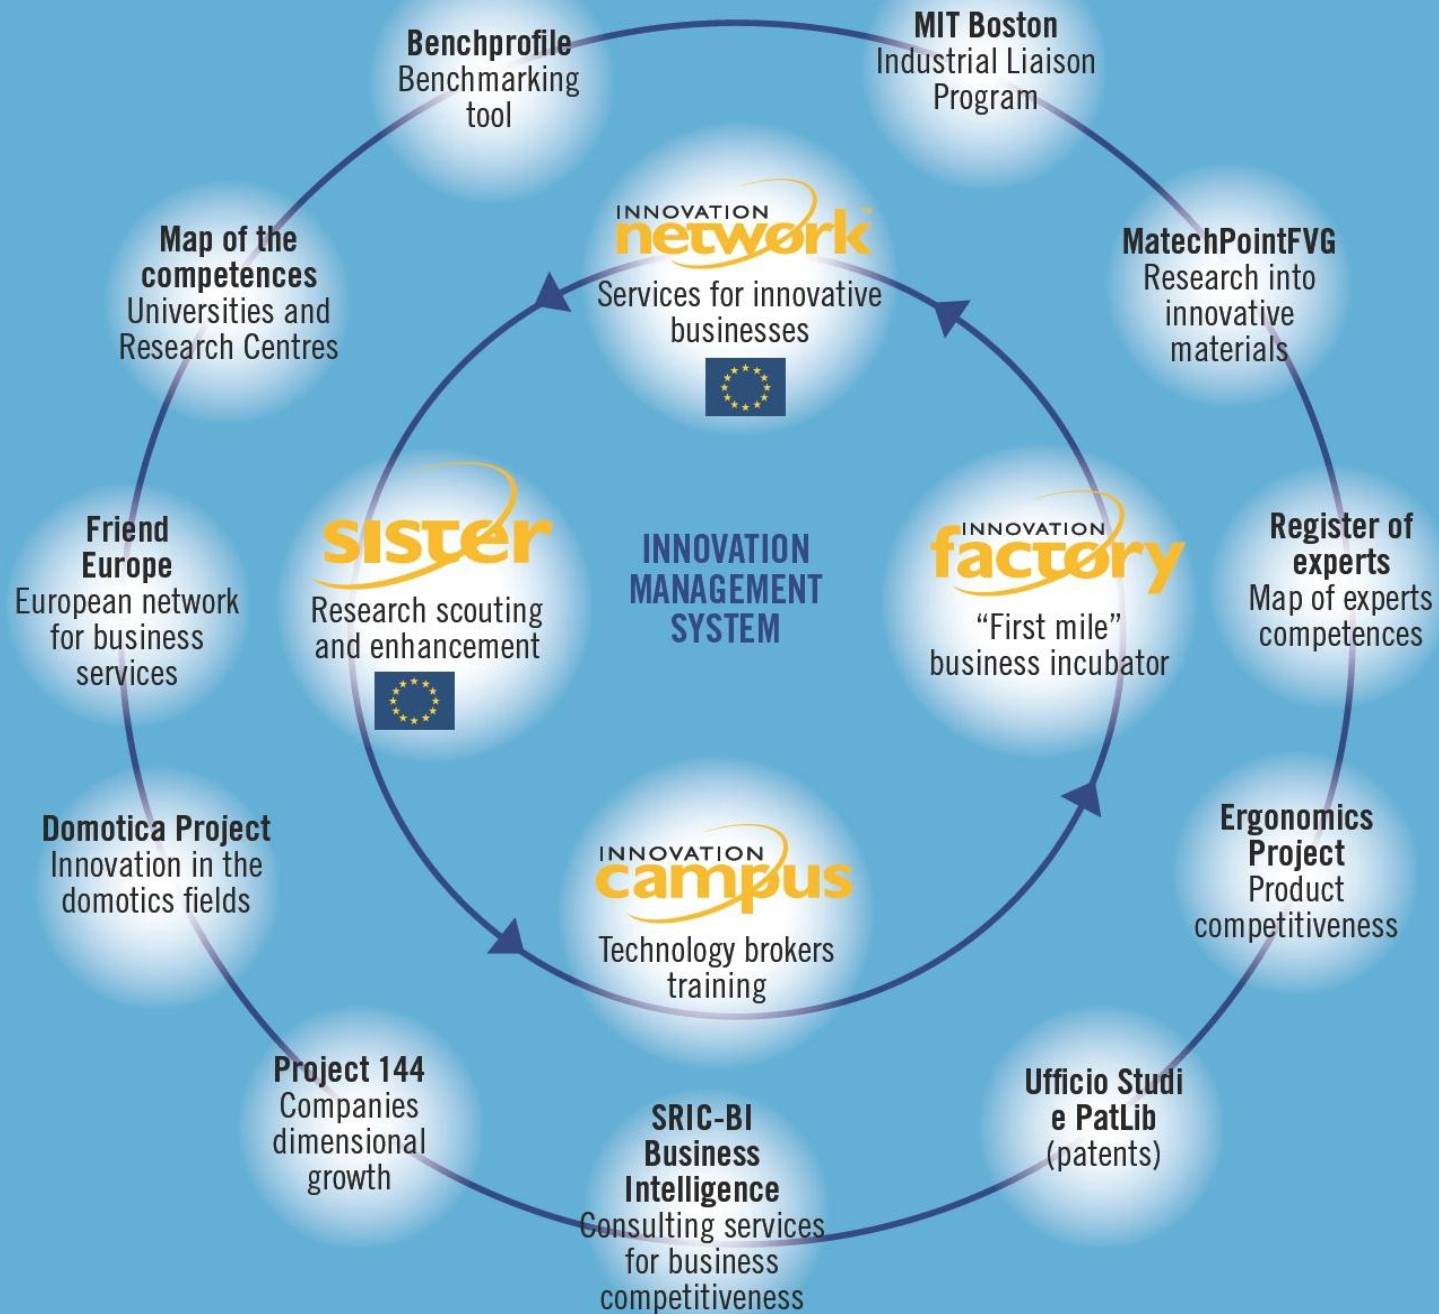 Benchprofile
Benchmarking
tool
MIT Boston
Industrial Liaison
Program
INNOVATION
network™
Services for innovative
businesses
Map of the
competences
Universities and
Research Centres
MatechPointFVG
Research into
innovative
materials
Friend
Europe
European network
for business
services
sister
Research scouting
and enhancement
INNOVATION
MANAGEMENT
SYSTEM
INNOVATION
factory
“First mile”
business incubator
Register of
experts
Map of experts
competences
Domotica Project
Innovation in the
domotics fields
INNOVATION
campus
Technology brokers
training
Ergonomics
Project
Product
competitiveness
Project 144
Companies
dimensional
growth
SRIC-BI
Business
Intelligence
Consulting services
for business
competitiveness
Ufficio Studi
e PatLib
(patents)